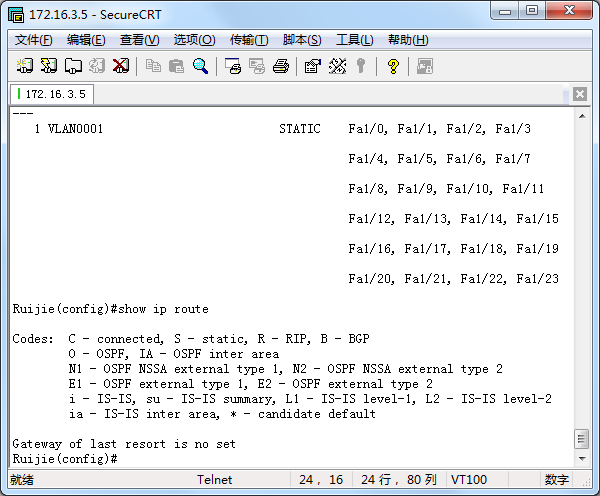 172.16.3.5 - SecureCRT
文件(F) 编辑(E) 查看(V) 选项(O) 传输(T) 脚本(S) 工具(L) 帮助(H)
172.16.3.5
---
1 VLAN0001 STATIC Fa1/0, Fa1/1, Fa1/2, Fa1/3
Fa1/4, Fa1/5, Fa1/6, Fa1/7
Fa1/8, Fa1/9, Fa1/10, Fa1/11
Fa1/12, Fa1/13, Fa1/14, Fa1/15
Fa1/16, Fa1/17, Fa1/18, Fa1/19
Fa1/20, Fa1/21, Fa1/22, Fa1/23
Ruijie(config)#show ip route
Codes: C - connected, S - static, R - RIP, B - BGP
O - OSPF, IA - OSPF inter area
N1 - OSPF NSSA external type 1, N2 - OSPF NSSA external type 2
E1 - OSPF external type 1, E2 - OSPF external type 2
i - IS-IS, su - IS-IS summary, L1 - IS-IS level-1, L2 - IS-IS level-2
ia - IS-IS inter area, * - candidate default
Gateway of last resort is no set
Ruijie(config)#
就绪 Telnet 24, 16 24 行, 80 列 VT100 数字